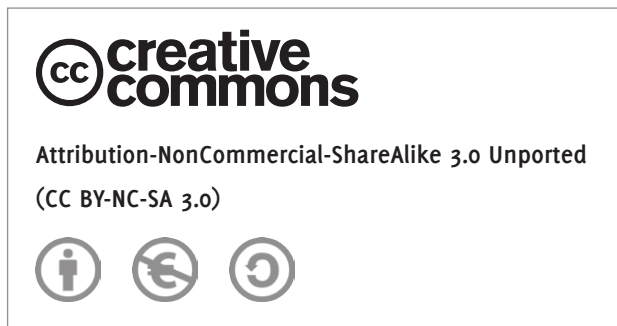 cc creative
commons
Attribution-NonCommercial-ShareAlike 3.0 Unported
(CC BY-NC-SA 3.0)
€